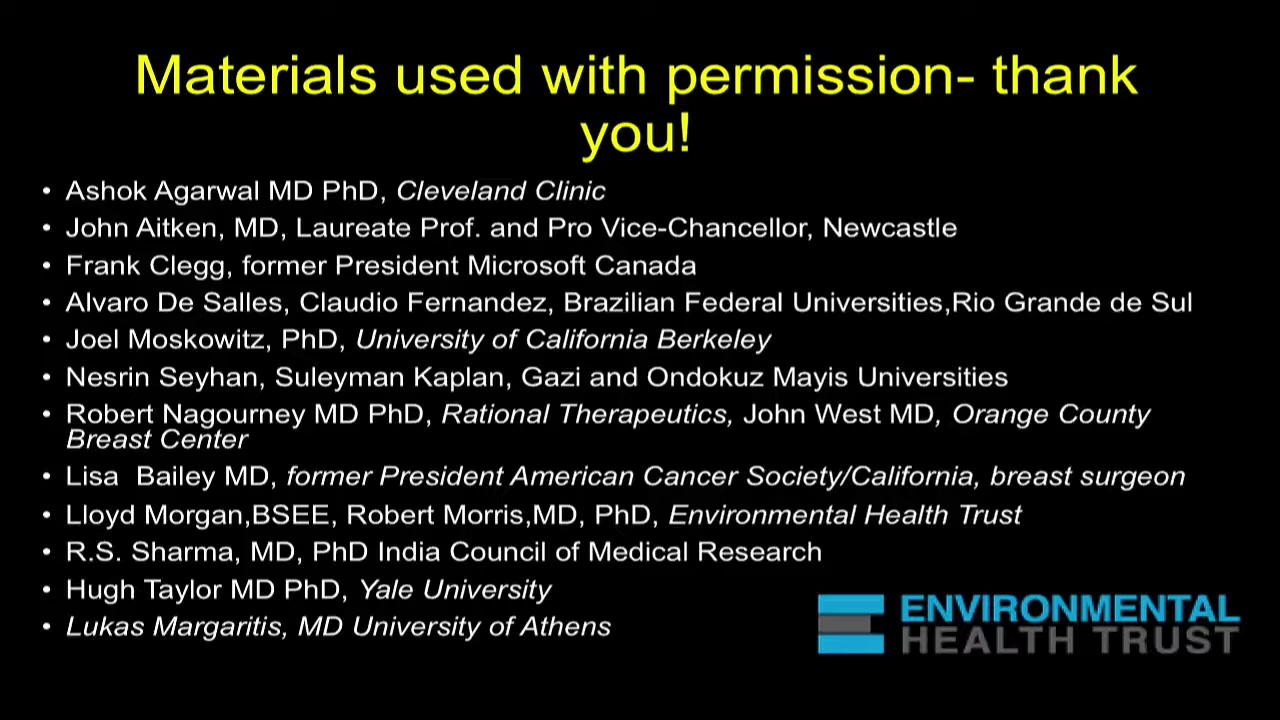 Materials used with permission- thank
you!
• Ashok Agarwal MD PhD, Cleveland Clinic
• John Aitken, MD, Laureate Prof. and Pro Vice-Chancellor, Newcastle
• Frank Clegg, former President Microsoft Canada
• Alvaro De Salles, Claudio Fernandez, Brazilian Federal Universities,Rio Grande de Sul
• Joel Moskowitz, PhD, University of California Berkeley
• Nesrin Seyhan, Suleyman Kaplan, Gazi and Ondokuz Mayis Universities
• Robert Nagourney MD PhD, Rational Therapeutics, John West MD, Orange County
Breast Center
• Lisa  Bailey MD, former President American Cancer Society/California, breast surgeon
• Lloyd Morgan,BSEE, Robert Morris,MD, PhD, Environmental Health Trust
• R.S. Sharma, MD, PhD India Council of Medical Research
• Hugh Taylor MD PhD, Yale University
• Lukas Margaritis, MD University of Athens
ENVIRONMENTAL
HEALTH TRUST